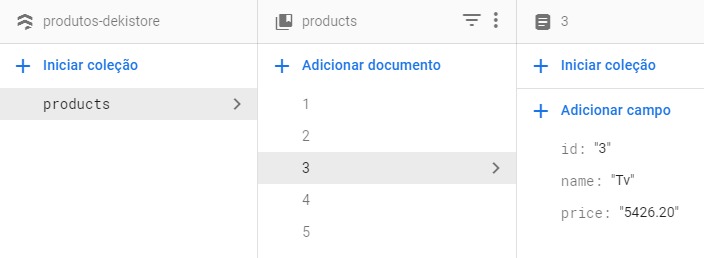 produtos-dekistore
Iniciar coleção
products
products
Adicionar documento
1
2
3
4
5
3
Iniciar coleção
Adicionar campo
id: "3"
name: "Tv"
price: "5426.20"